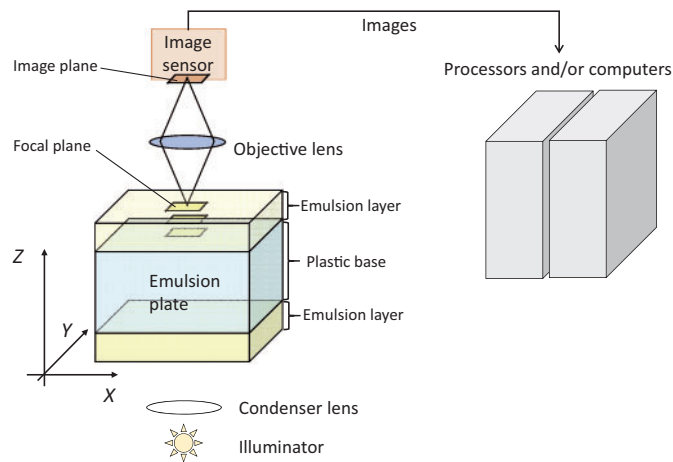 Image
sensor
Images
Image plane
Processors and/or computers
Focal plane
Objective lens
Emulsion layer
Z
Plastic base
Emulsion
plate
Emulsion layer
Y
X
Condenser lens
Illuminator